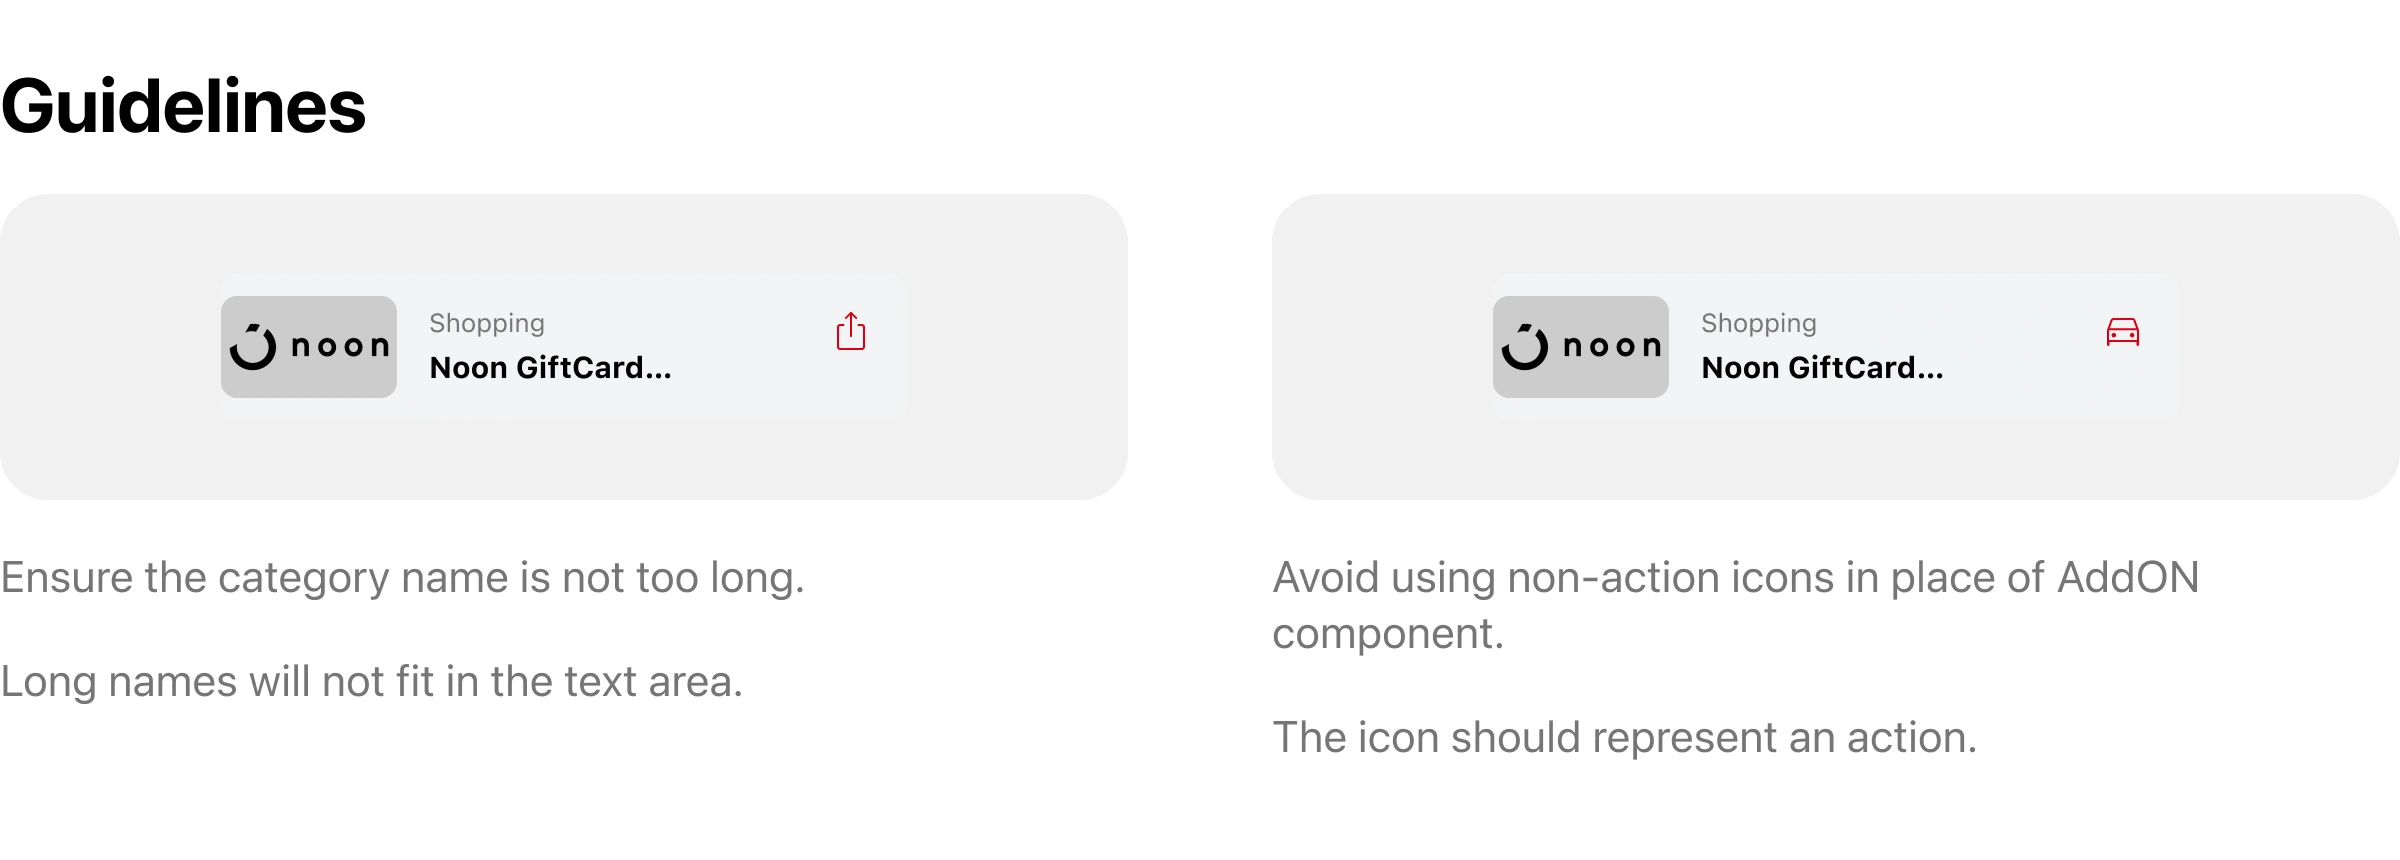 Guidelines
noon
Shopping
Noon GiftCard...
Ensure the category name is not too long.
Long names will not fit in the text area.
noon
Shopping
Noon GiftCard...
Avoid using non-action icons in place of AddON
component.
The icon should represent an action.